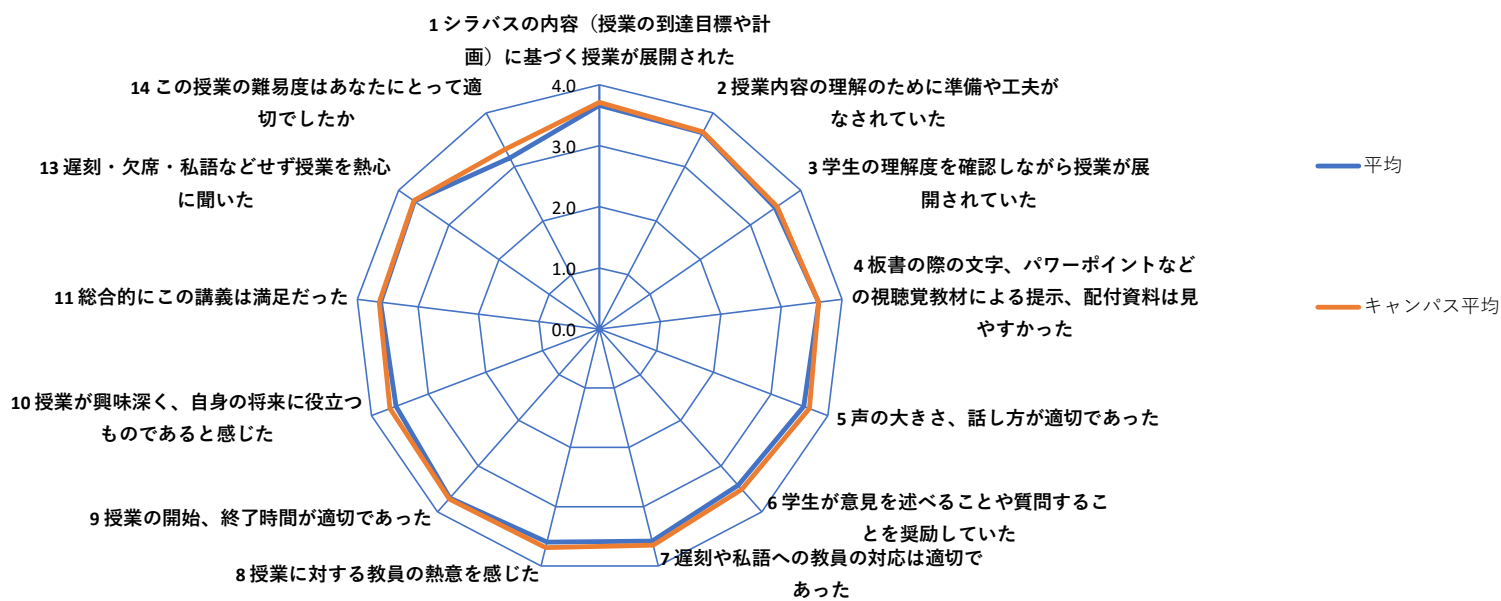 1 シラバスの内容（授業の到達目標や計
画）に基づく授業が展開された
2 授業内容の理解のために準備や工夫が
なされていた
3 学生の理解度を確認しながら授業が展
開されていた
4 板書の際の文字、パワーポイントなど
の視聴覚教材による提示、配付資料は見
やすかった
5 声の大きさ、話し方が適切であった
6 学生が意見を述べることや質問するこ
とを奨励していた
7 遅刻や私語への教員の対応は適切で
あった
8 授業に対する教員の熱意を感じた
9 授業の開始、終了時間が適切であった
10 授業が興味深く、自身の将来に役立つ
ものであると感じた
11 総合的にこの講義は満足だった
13 遅刻・欠席・私語などせず授業を熱心
に聞いた
14 この授業の難易度はあなたにとって適
切でしたか
4.0
3.0
2.0
1.0
0.0
平均
キャンパス平均